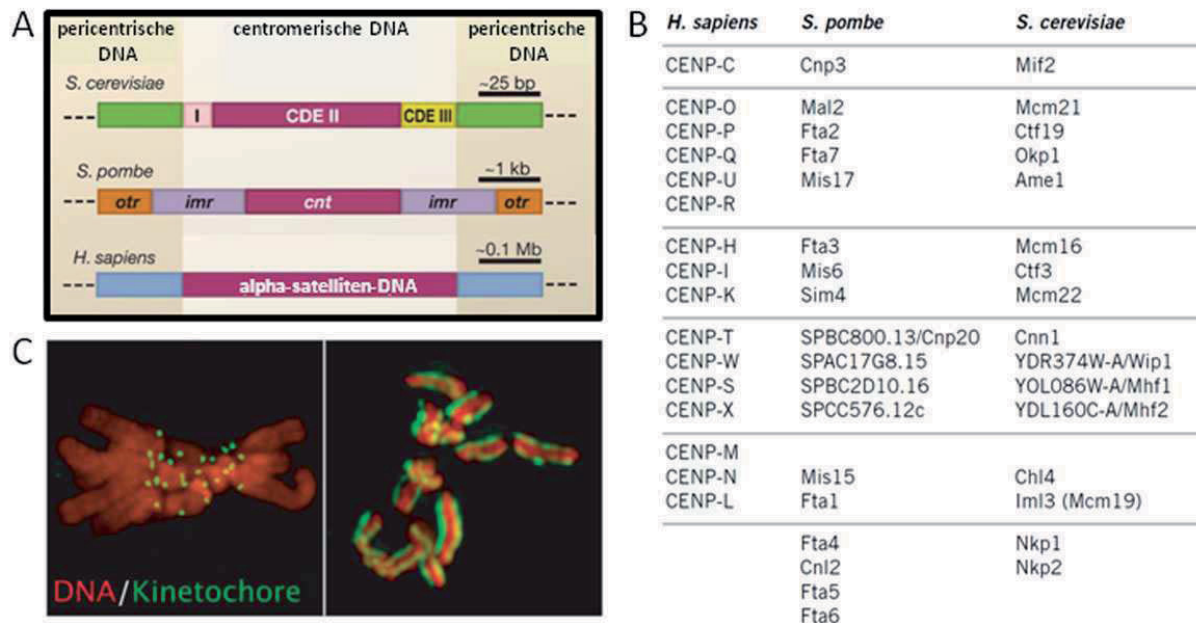 A
pericentrische DNA centromerische DNA pericentrische DNA
S. cerevisiae ~25 bp
I CDE II CDE III
S. pombe ~1 kb
otr imr cnt imr otr
H. sapiens ~0.1 Mb
alpha-satelliten-DNA
B
H. sapiens S. pombe S. cerevisiae
CENP-C Cnp3 Mif2
CENP-O Mal2 Mcm21
CENP-P Fta2 Ctf19
CENP-Q Fta7 Okp1
CENP-U Mis17 Ame1
CENP-R
CENP-H Fta3 Mcm16
CENP-I Mis6 Ctf3
CENP-K Sim4 Mcm22
CENP-T SPBC800.13/Cnp20 Cnn1
CENP-W SPAC17G8.15 YDR374W-A/Wip1
CENP-S SPBC2D10.16 YOL086W-A/Mhf1
CENP-X SPCC576.12c YDL160C-A/Mhf2
CENP-M
CENP-N Mis15 Chl4
CENP-L Fta1 Iml3 (Mcm19)
Fta4 Nkp1
Cnl2 Nkp2
Fta5
Fta6
C
DNA/Kinetochore